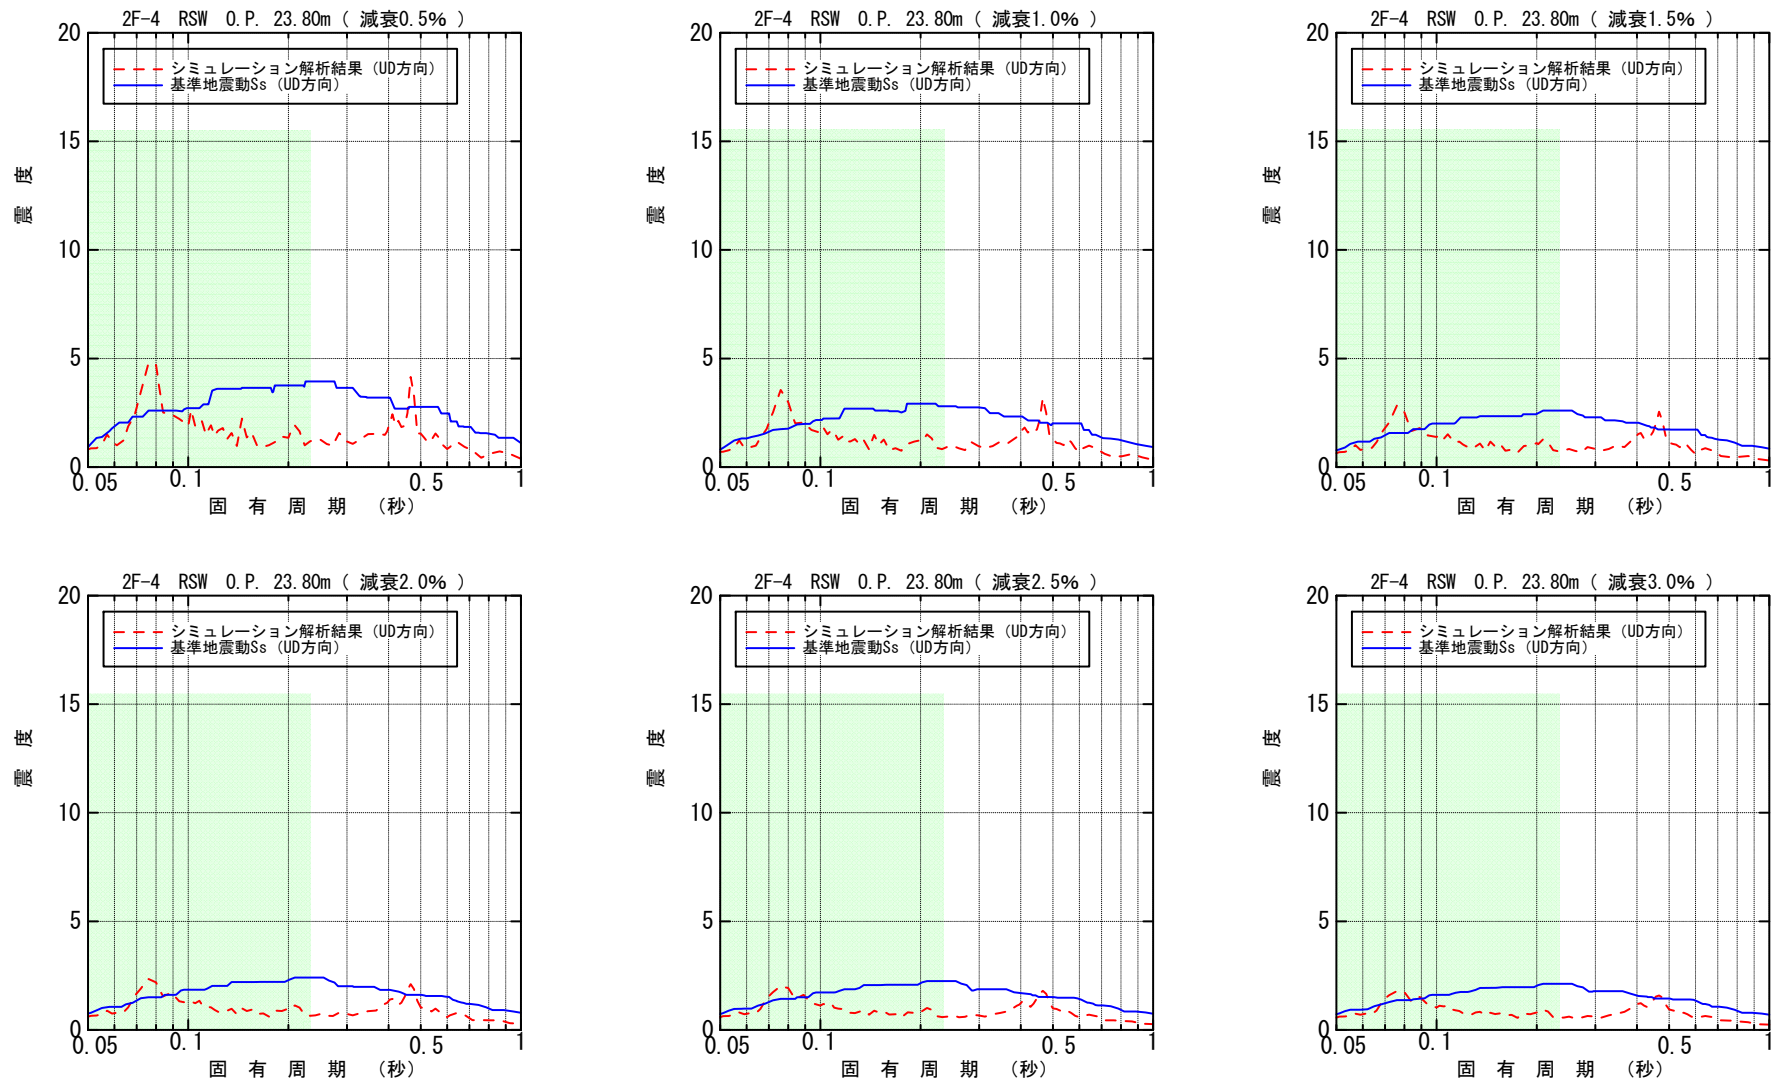 2F-4 RSW O.P. 23.80m ( 減衰0.5% )
20
シミュレーション解析結果 (UD方向)
基準地震動Ss (UD方向)
15
10
5
0
震度
0.05
0.1
0.5
1
固有周期 (秒)
2F-4 RSW O.P. 23.80m ( 減衰1.0% )
20
シミュレーション解析結果 (UD方向)
基準地震動Ss (UD方向)
15
10
5
0
震度
0.05
0.1
0.5
1
固有周期 (秒)
2F-4 RSW O.P. 23.80m ( 減衰1.5% )
20
シミュレーション解析結果 (UD方向)
基準地震動Ss (UD方向)
15
10
5
0
震度
0.05
0.1
0.5
1
固有周期 (秒)
2F-4 RSW O.P. 23.80m ( 減衰2.0% )
20
シミュレーション解析結果 (UD方向)
基準地震動Ss (UD方向)
15
10
5
0
震度
0.05
0.1
0.5
1
固有周期 (秒)
2F-4 RSW O.P. 23.80m ( 減衰2.5% )
20
シミュレーション解析結果 (UD方向)
基準地震動Ss (UD方向)
15
10
5
0
震度
0.05
0.1
0.5
1
固有周期 (秒)
2F-4 RSW O.P. 23.80m ( 減衰3.0% )
20
シミュレーション解析結果 (UD方向)
基準地震動Ss (UD方向)
15
10
5
0
震度
0.05
0.1
0.5
1
固有周期 (秒)